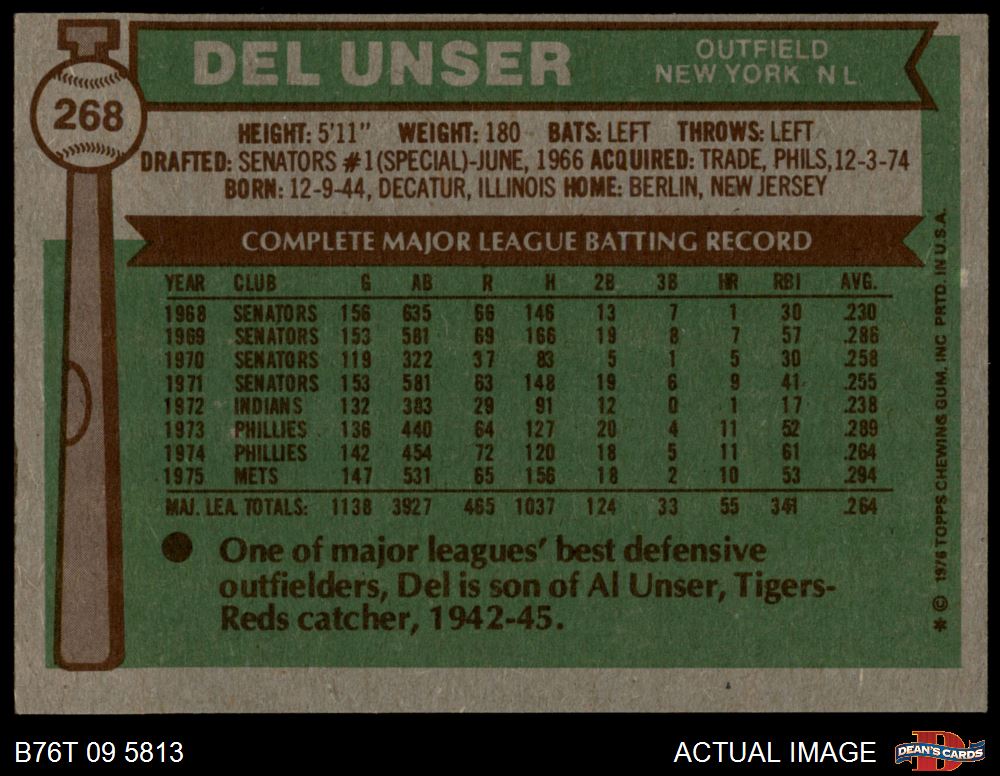 DEL UNSER
OUTFIELD
NEW YORK N L
268
HEIGHT: 5'11" WEIGHT: 180 BATS: LEFT THROWS: LEFT
DRAFTED: SENATORS #1(SPECIAL)-JUNE, 1966 ACQUIRED: TRADE, PHILS,12-3-74
BORN: 12-9-44, DECATUR, ILLINOIS HOME: BERLIN, NEW JERSEY
COMPLETE MAJOR LEAGUE BATTING RECORD
YEAR CLUB G AB R H 2B 3B HR RBI AVG.
1968 SENATORS 156 635 66 146 13 7 1 30 .230
1969 SENATORS 153 581 69 166 19 8 7 57 .286
1970 SENATORS 119 322 37 83 5 1 5 30 .258
1971 SENATORS 153 581 63 148 19 6 9 41 .255
1972 INDIANS 132 383 29 91 12 0 1 17 .238
1973 PHILLIES 136 440 64 127 20 4 11 52 .289
1974 PHILLIES 142 454 72 120 18 5 11 61 .264
1975 METS 147 531 65 156 18 2 10 53 .294
MAJ. LEA. TOTALS: 1138 3927 465 1037 124 33 55 341 .264
● One of major leagues' best defensive
outfielders, Del is son of Al Unser, Tigers-
Reds catcher, 1942-45.
* © 1976 TOPPS CHEWING GUM, INC PRTD. IN U.S.A.
B76T 09 5813
ACTUAL IMAGE
D
DEAN'S CARDS